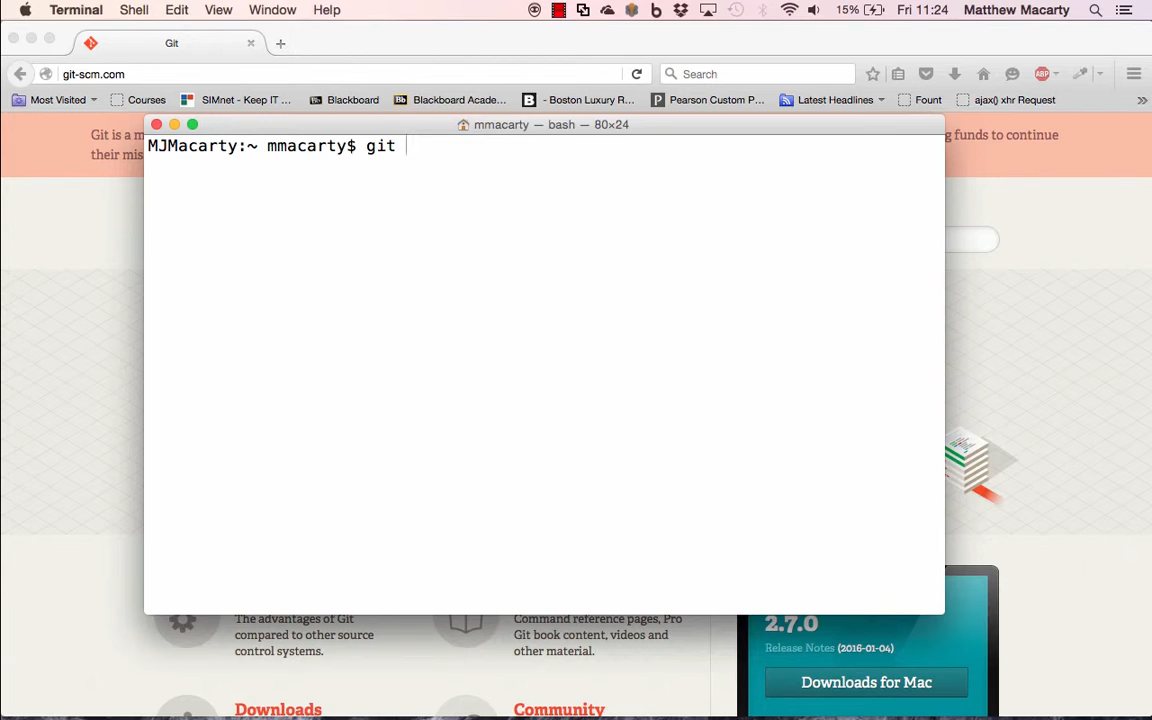 Terminal Shell Edit View Window Help 15% Fri 11:24 Matthew Macarty
Git
git-scm.com Search
Most Visited Courses SIMnet - Keep IT ... Blackboard Blackboard Acade... - Boston Luxury R... Pearson Custom P... Latest Headlines Fount ajax() xhr Request
mmacarty — bash — 80×24
Git is a m
g funds to continue
their mis
MJMacarty:~ mmacarty$ git
The advantages of Git
compared to other source
control systems.
Command reference pages, Pro
Git book content, videos and
other material.
2.7.0
Release Notes (2016-01-04)
Downloads for Mac
Downloads
Community